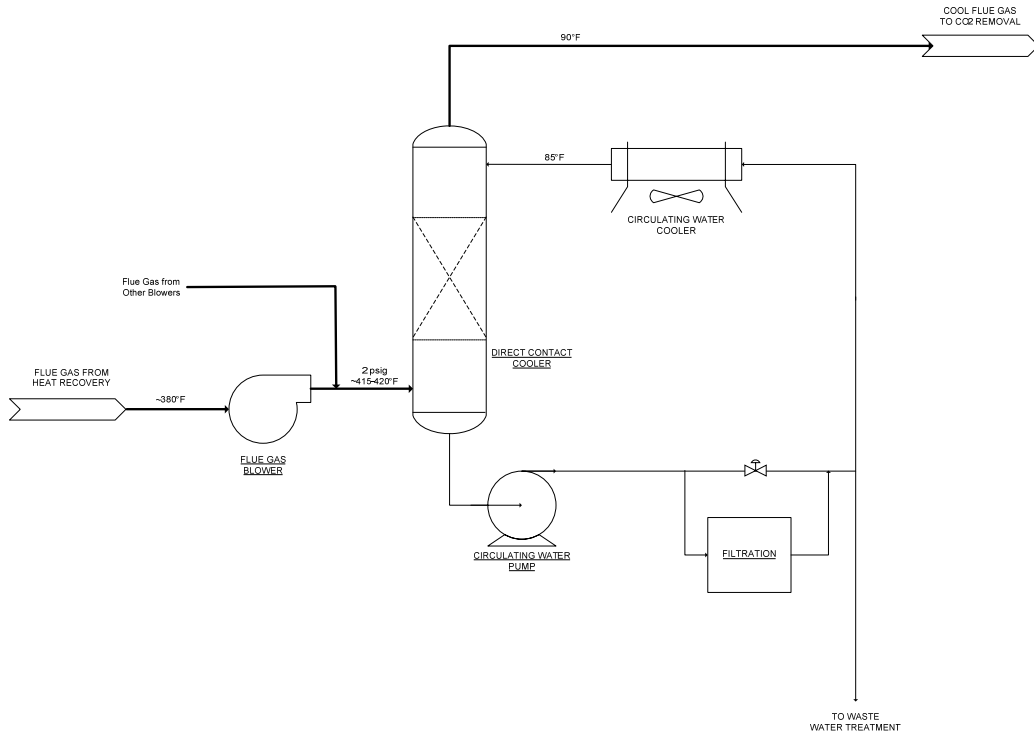 COOL FLUE GAS
TO CO2 REMOVAL
90°F
85°F
CIRCULATING WATER
COOLER
Flue Gas from
Other Blowers
DIRECT CONTACT
COOLER
2 psig
~415-420°F
FLUE GAS FROM
HEAT RECOVERY
~380°F
FLUE GAS
BLOWER
CIRCULATING WATER
PUMP
FILTRATION
TO WASTE
WATER TREATMENT